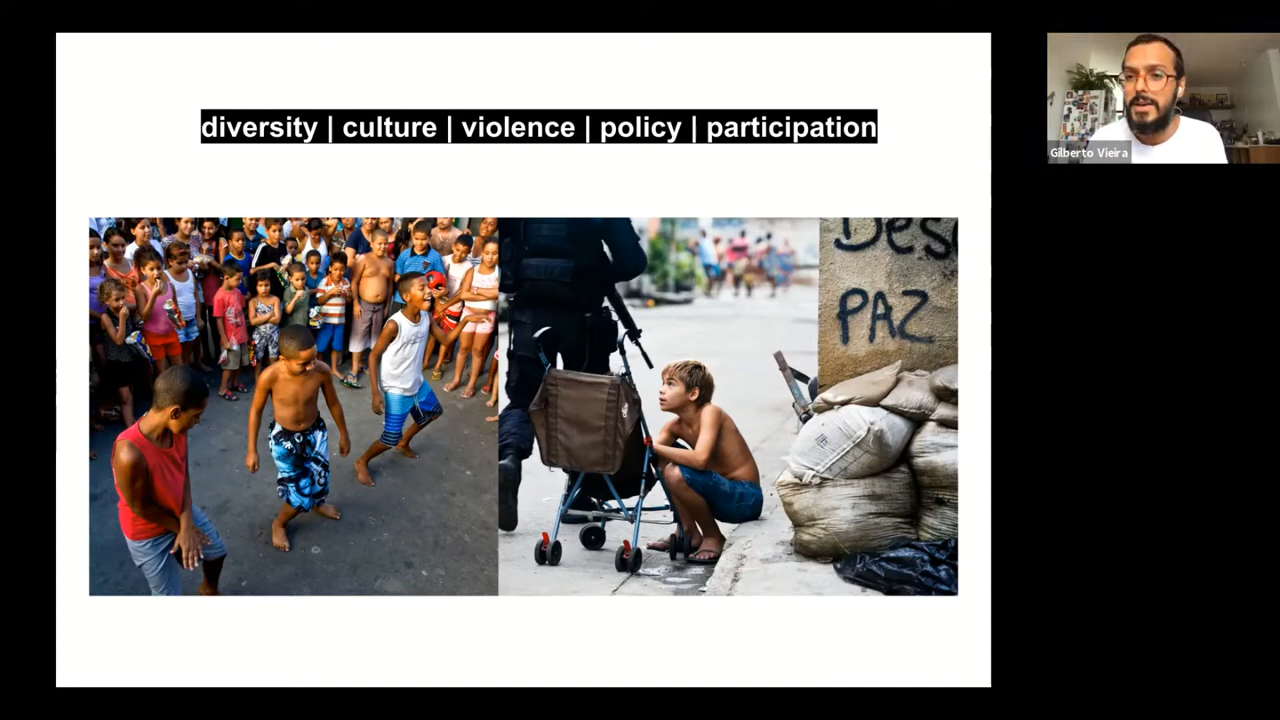 diversity | culture | violence | policy | participation
Gilberto Vieira
PAZ